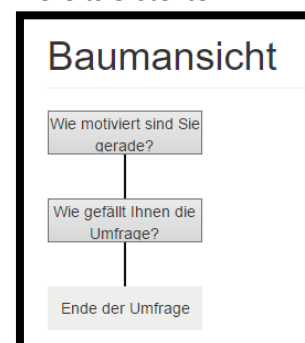 Baumansicht
Wie motiviert sind Sie
gerade?
Wie gefällt Ihnen die
Umfrage?
Ende der Umfrage